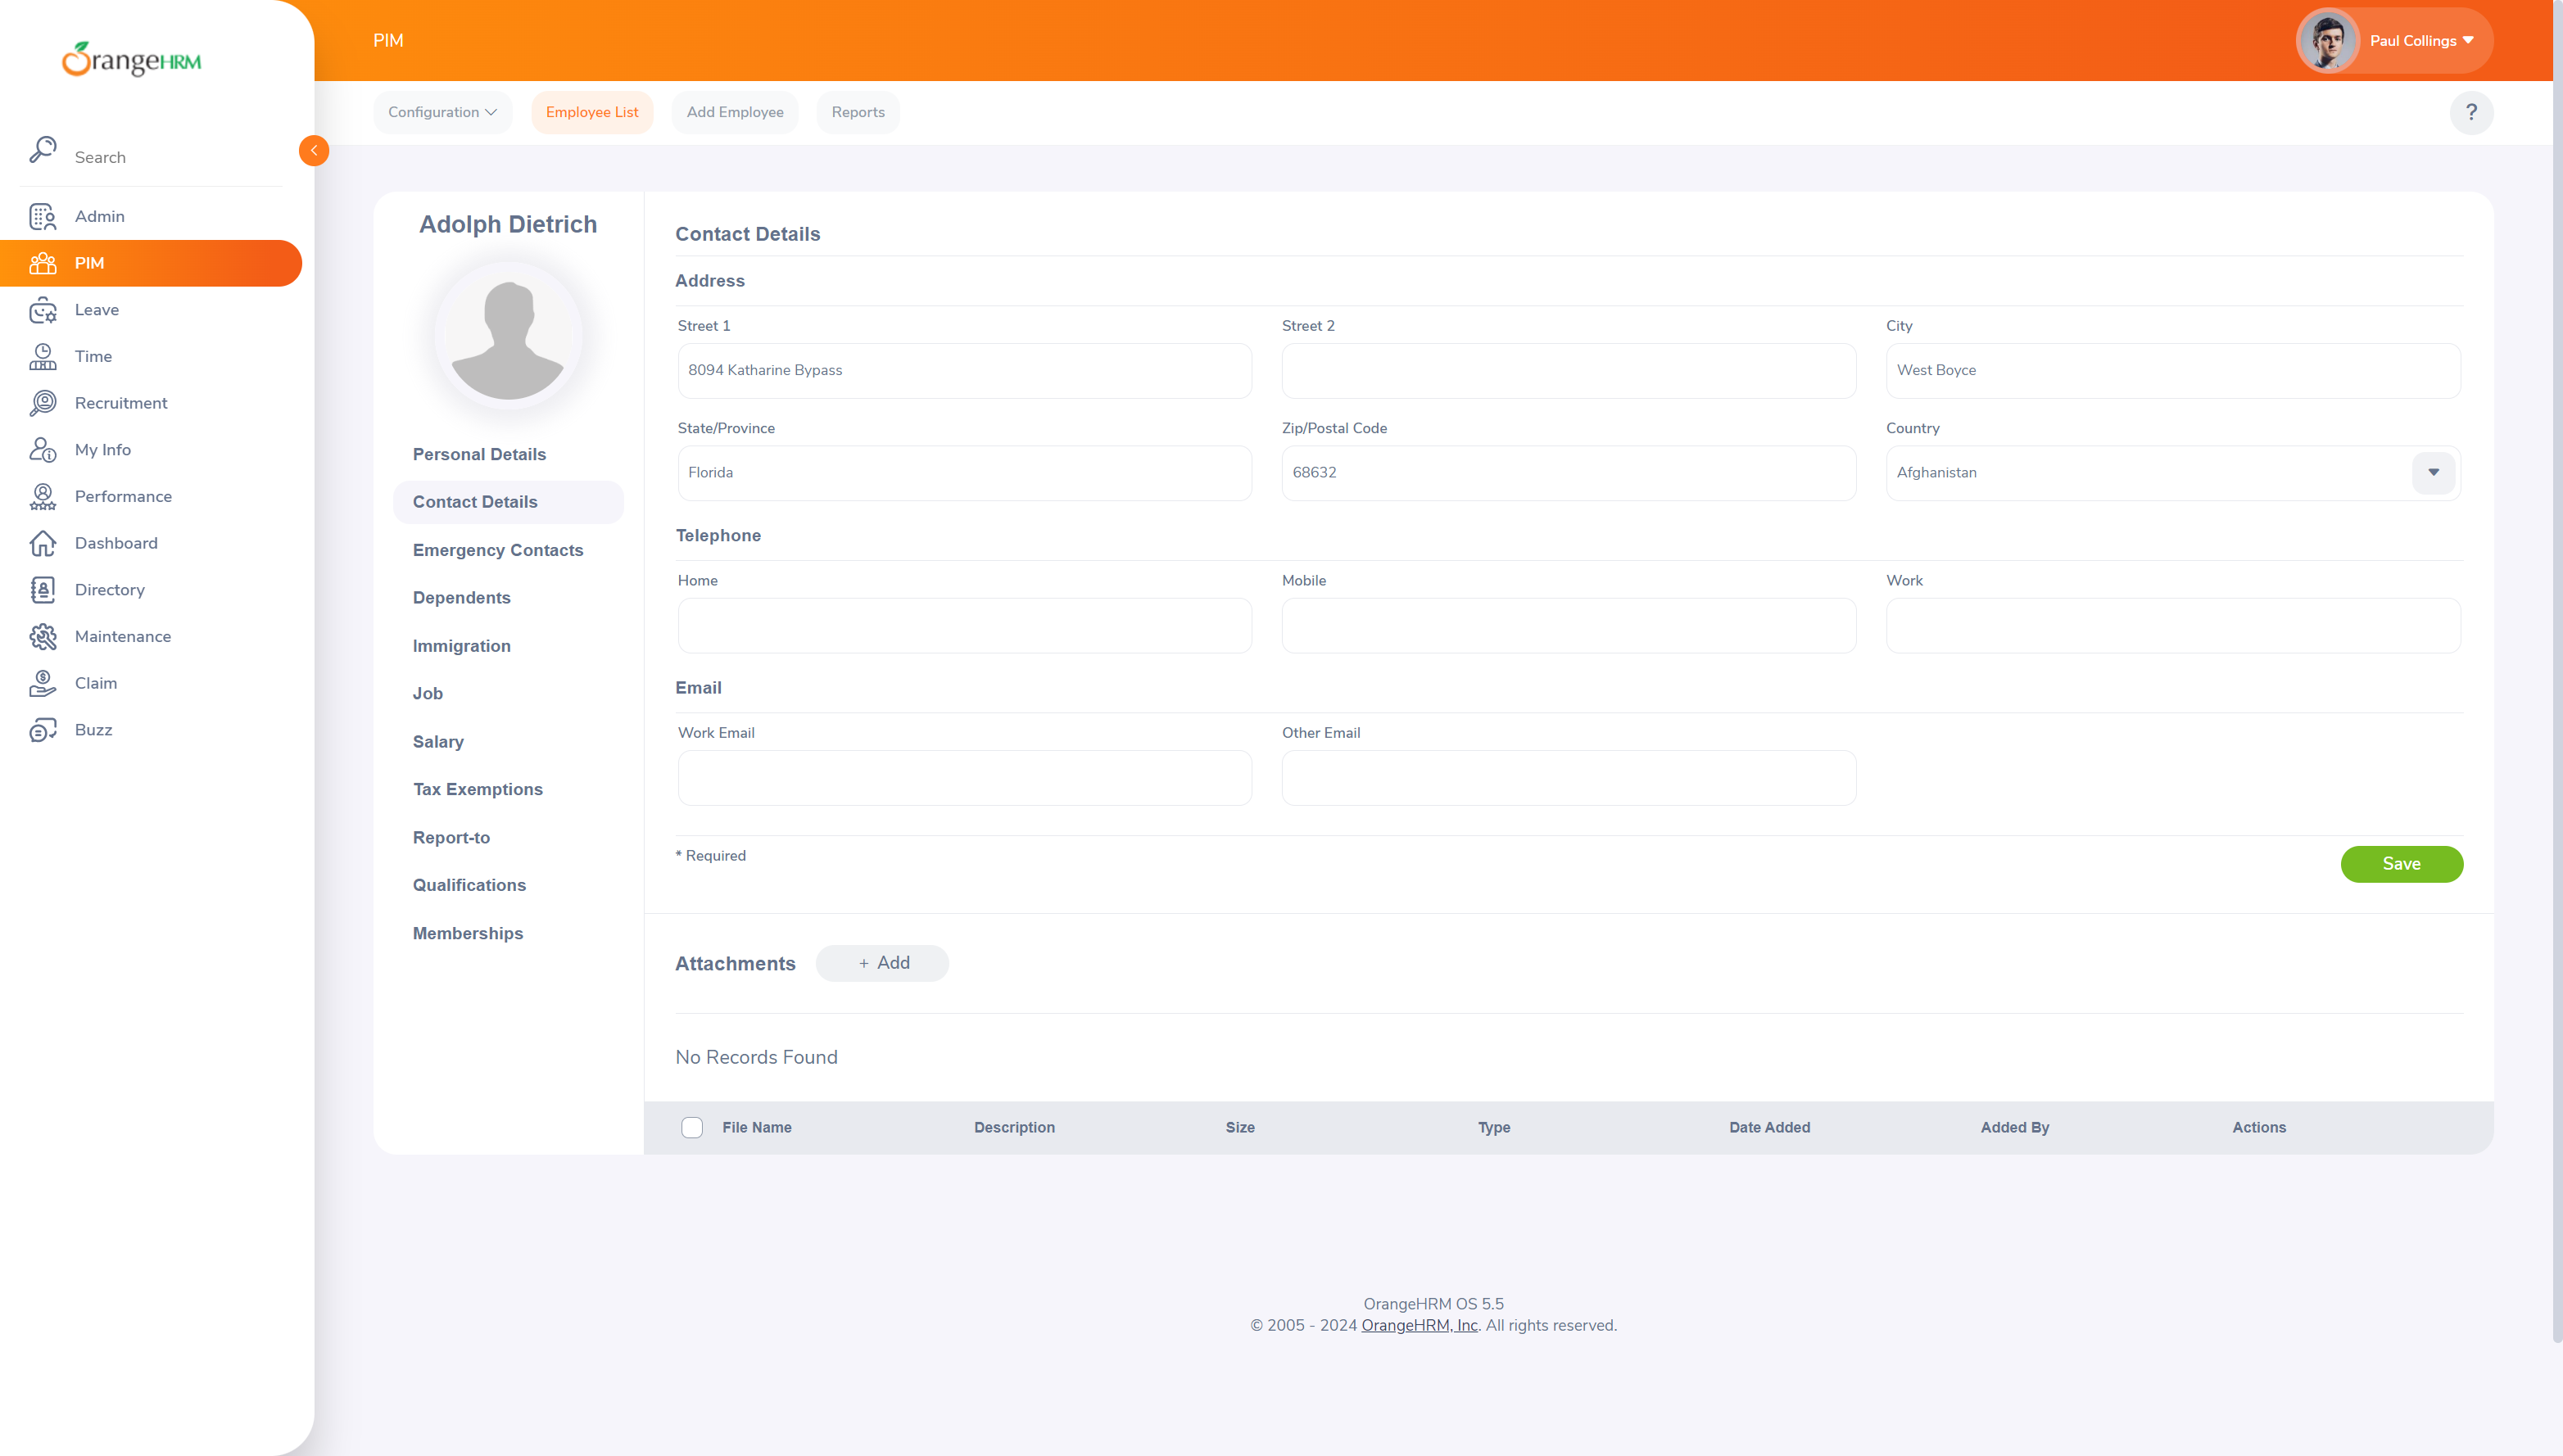 OrangeHRM
Search
Admin
PIM
Leave
Time
Recruitment
My Info
Performance
Dashboard
Directory
Maintenance
Claim
Buzz
PIM
Paul Collings
Configuration
Employee List
Add Employee
Reports
?
Adolph Dietrich
Personal Details
Contact Details
Emergency Contacts
Dependents
Immigration
Job
Salary
Tax Exemptions
Report-to
Qualifications
Memberships
Contact Details
Address
Street 1
Street 2
City
8094 Katharine Bypass
West Boyce
State/Province
Zip/Postal Code
Country
Florida
68632
Afghanistan
Telephone
Home
Mobile
Work
Email
Work Email
Other Email
* Required
Save
Attachments
+ Add
No Records Found
File Name
Description
Size
Type
Date Added
Added By
Actions
OrangeHRM OS 5.5
© 2005 - 2024 OrangeHRM, Inc. All rights reserved.